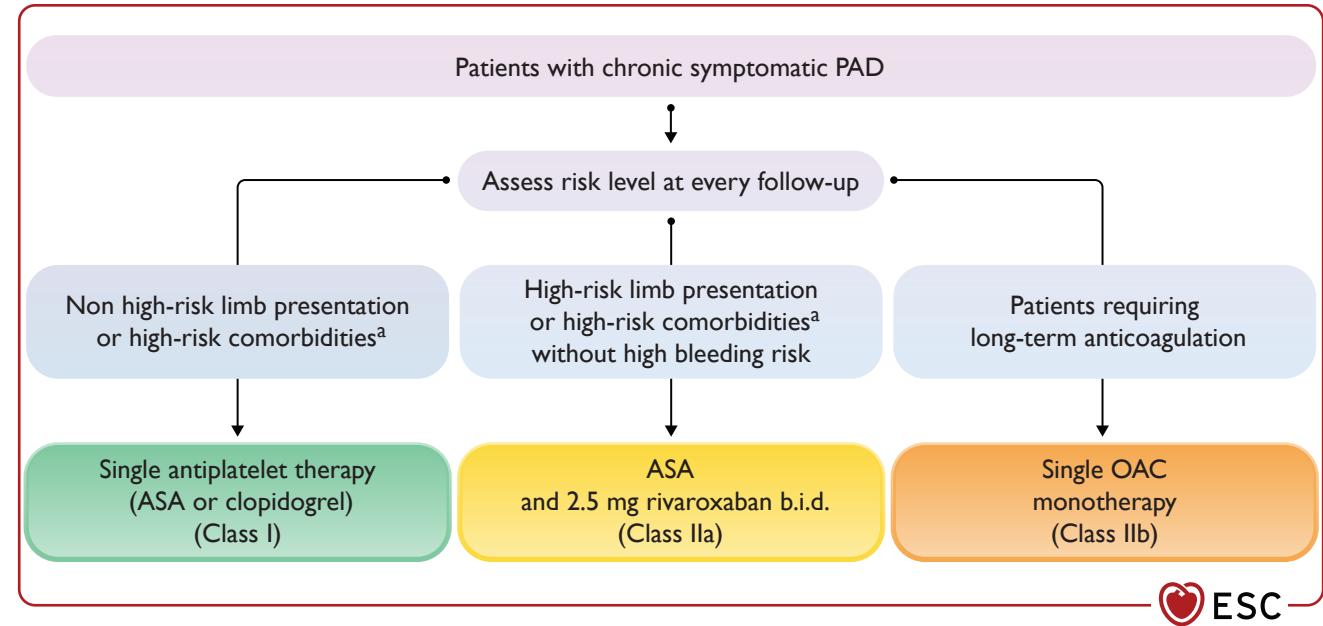 Patients with chronic symptomatic PAD
Assess risk level at every follow-up
Non high-risk limb presentation
or high-risk comorbiditiesᵃ
High-risk limb presentation
or high-risk comorbiditiesᵃ
without high bleeding risk
Patients requiring
long-term anticoagulation
Single antiplatelet therapy
(ASA or clopidogrel)
(Class I)
ASA
and 2.5 mg rivaroxaban b.i.d.
(Class IIa)
Single OAC
monotherapy
(Class IIb)
ESC